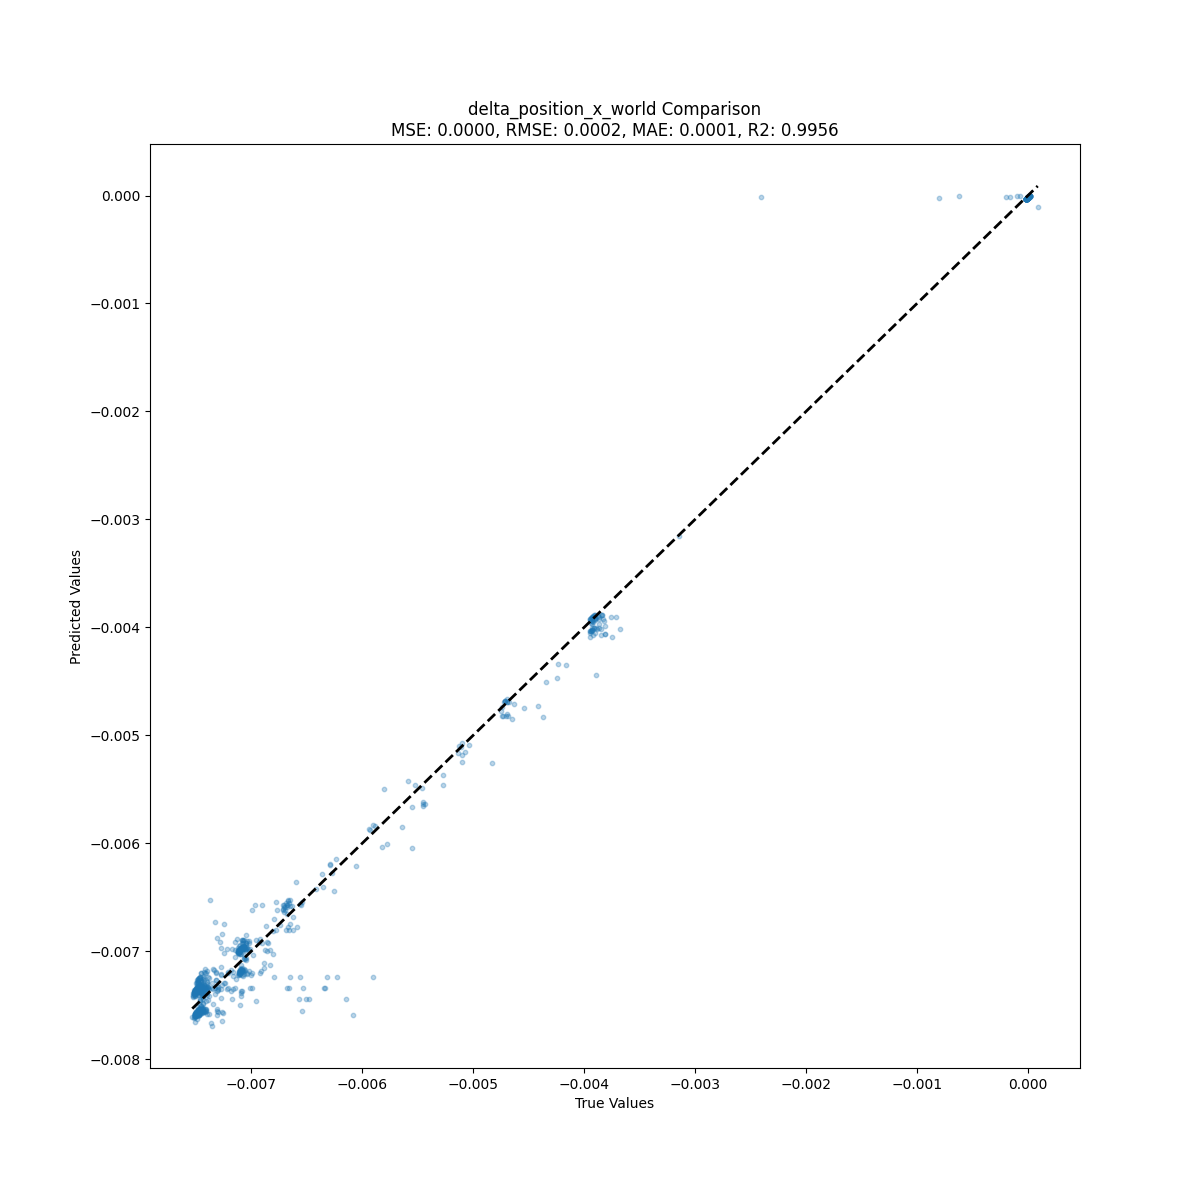 delta_position_x_world Comparison
MSE: 0.0000, RMSE: 0.0002, MAE: 0.0001, R2: 0.9956
0.000
−0.001
−0.002
−0.003
−0.004
−0.005
−0.006
−0.007
−0.008
Predicted Values
−0.007 −0.006 −0.005 −0.004 −0.003 −0.002 −0.001 0.000
True Values